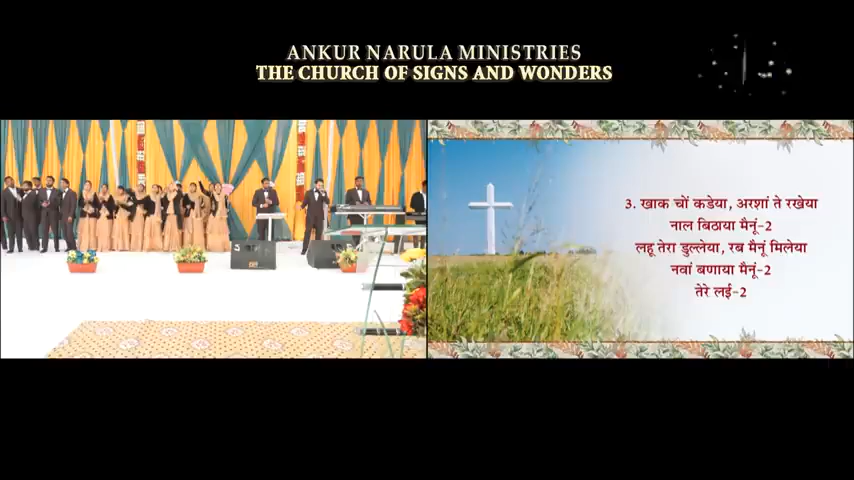 ANKUR NARULA MINISTRIES
THE CHURCH OF SIGNS AND WONDERS
3. खाक चों कडेया, अरशां ते रखेया
नाल बिठाया मैनूं-2
लहू तेरा डुल्लेया, रब मैनूं मिलेया
नवां बणाया मैनूं-2
तेरे लई-2